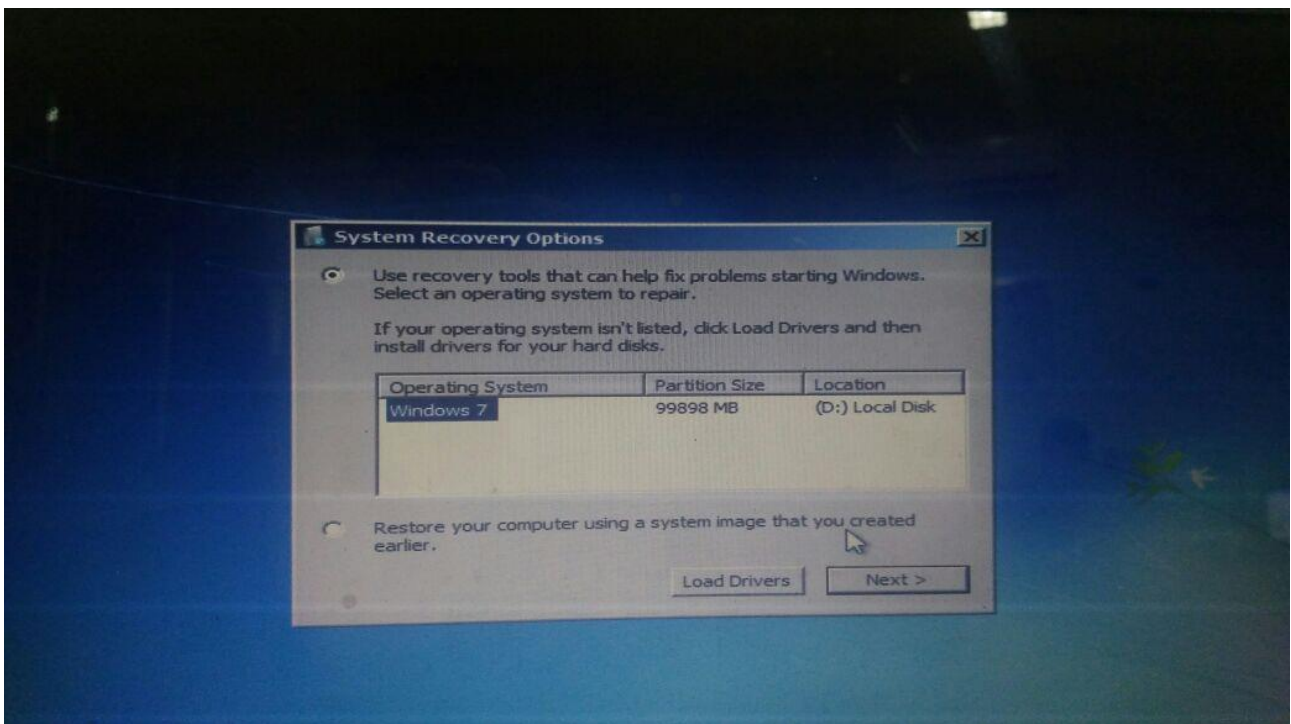 System Recovery Options
Use recovery tools that can help fix problems starting Windows.
Select an operating system to repair.
If your operating system isn't listed, click Load Drivers and then
install drivers for your hard disks.
Operating System Partition Size Location
Windows 7 99898 MB (D:) Local Disk
Restore your computer using a system image that you created
earlier.
Load Drivers Next >